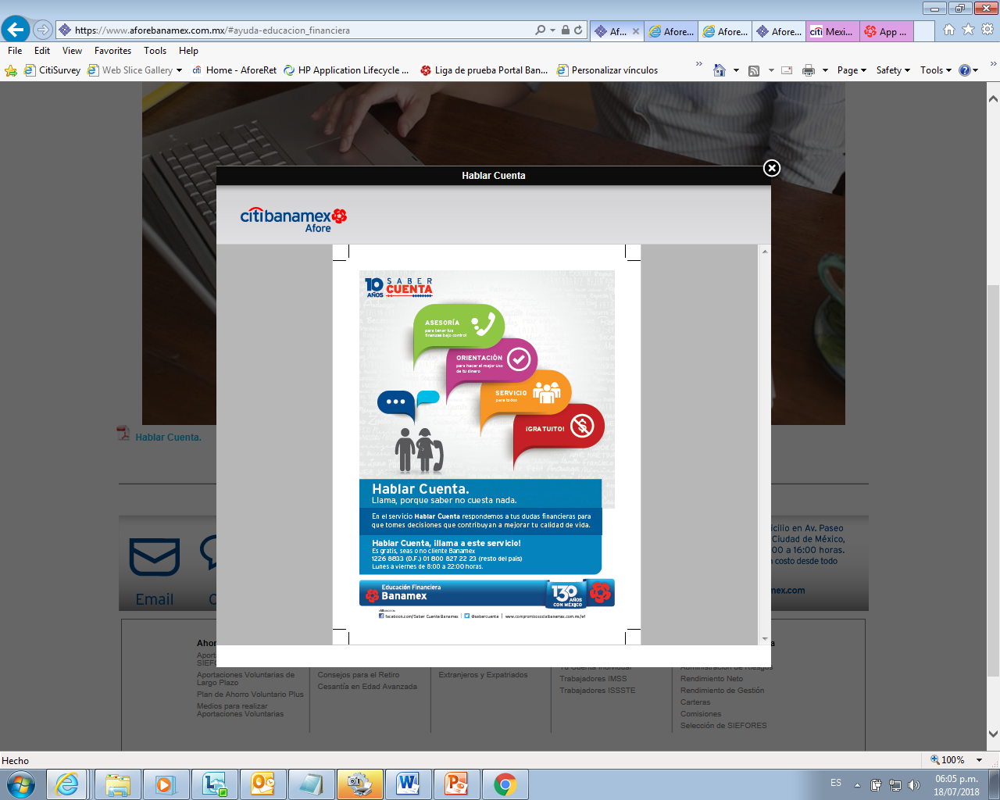 https://www.aforebanamex.com.mx/#ayuda-educacion_financiera
Af...
Afore...
Afore...
Afore...
citi Mexi...
App ...
File Edit View Favorites Tools Help
CitiSurvey
Web Slice Gallery
Home - AforeRet
HP Application Lifecycle ...
Liga de prueba Portal Ban...
Personalizar vínculos
Page Safety Tools
Hablar Cuenta
citibanamex
Afore
10 AÑOS
SABER CUENTA
ASESORÍA
para tener tus
finanzas bajo control
ORIENTACIÓN
para hacer el mejor uso
de tu dinero
SERVICIO
para todos
¡GRATUITO!
Hablar Cuenta.
Hablar Cuenta.
Llama, porque saber no cuesta nada.
En el servicio Hablar Cuenta respondemos a tus dudas financieras para
que tomes decisiones que contribuyan a mejorar tu calidad de vida.
Hablar Cuenta, ¡llama a este servicio!
Es gratis, seas o no cliente Banamex
1226 8833 (D.F.) 01 800 827 22 23 (resto del país)
Lunes a viernes de 8:00 a 22:00 horas.
Educación Financiera
Banamex
130 AÑOS
CON MÉXICO
facebook.com/Saber Cuenta Banamex | @sabercuenta | www.compromisosocialbanamex.com.mx/ef
Email
cilio en Av. Paseo
Ciudad de México,
00 a 16:00 horas.
costo desde todo
mex.com
Aho
Aport
SIEF
Aportaciones Voluntarias de
Largo Plazo
Plan de Ahorro Voluntario Plus
Medios para realizar
Aportaciones Voluntarias
Consejos para el Retiro
Cesantía en Edad Avanzada
Extranjeros y Expatriados
Tu Cuenta Individual
Trabajadores IMSS
Trabajadores ISSSTE
Administración de Riesgos
Rendimiento Neto
Rendimiento de Gestión
Carteras
Comisiones
Selección de SIEFORES
Hecho
100%
ES
06:05 p.m.
18/07/2018